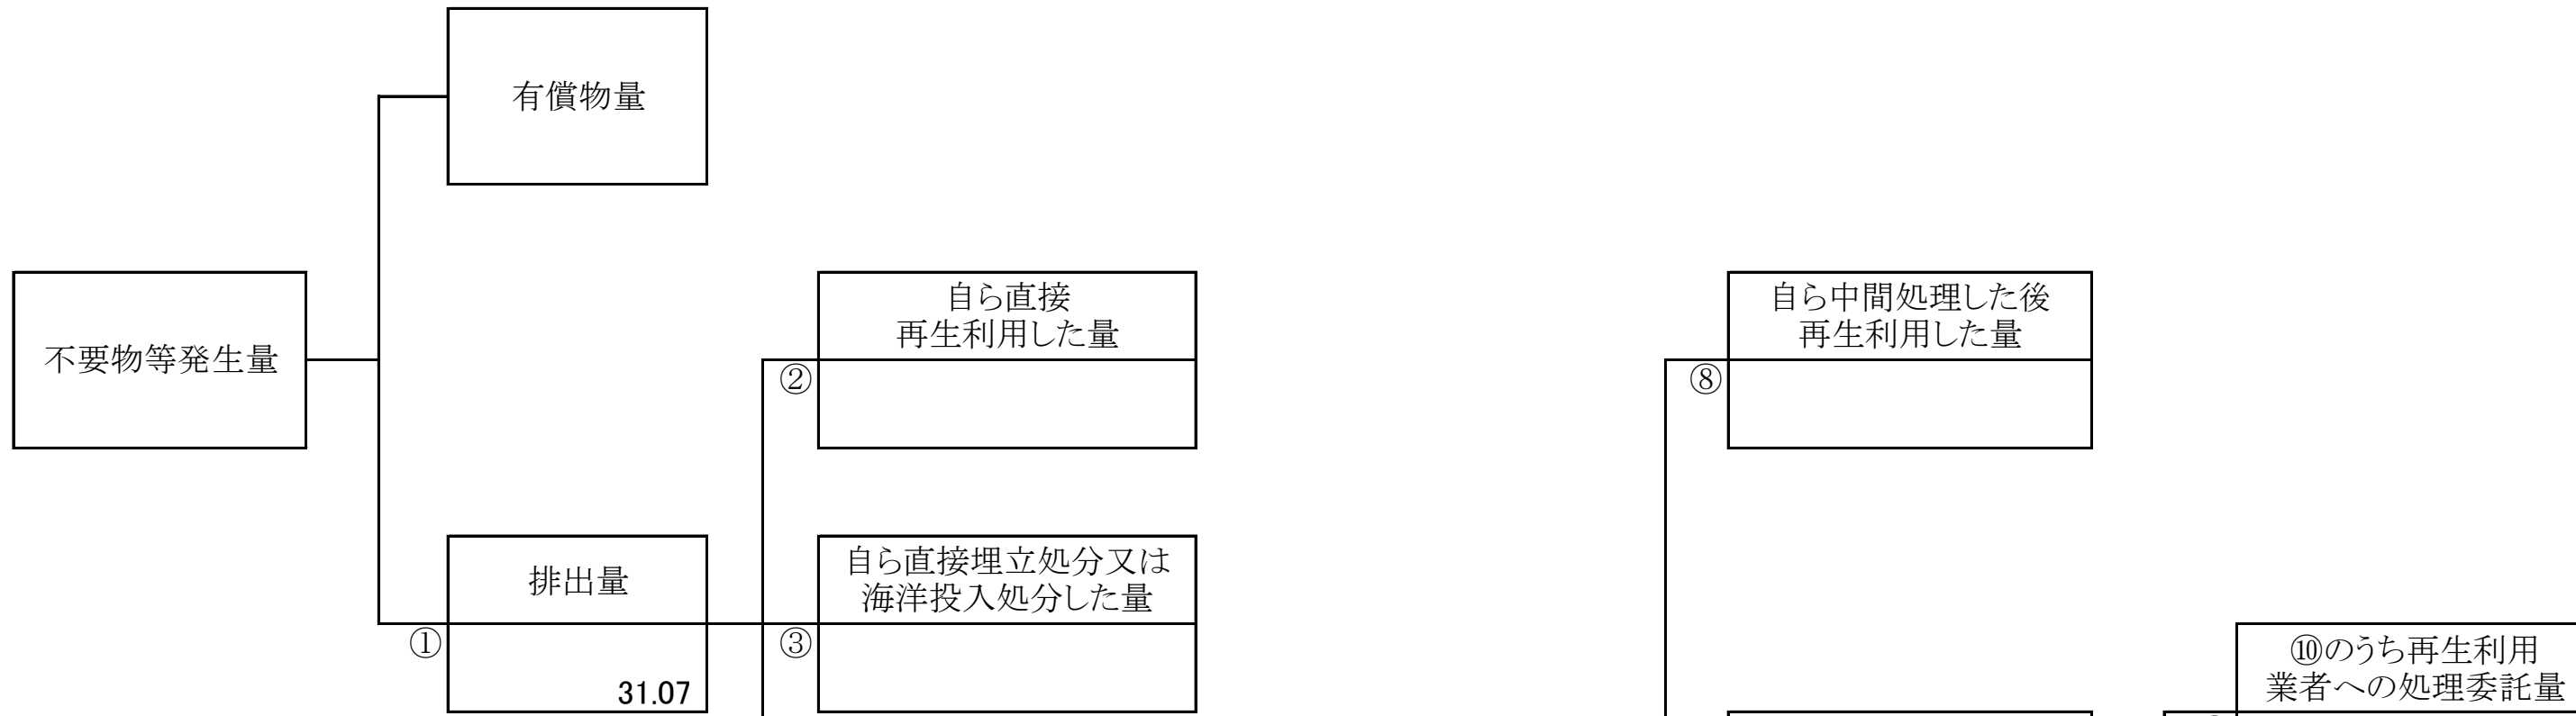 有償物量
不要物等発生量
自ら直接
再生利用した量
②
自ら中間処理した後
再生利用した量
⑧
排出量
①
31.07
自ら直接埋立処分又は
海洋投入処分した量
③
⑩のうち再生利用
業者への処理委託量